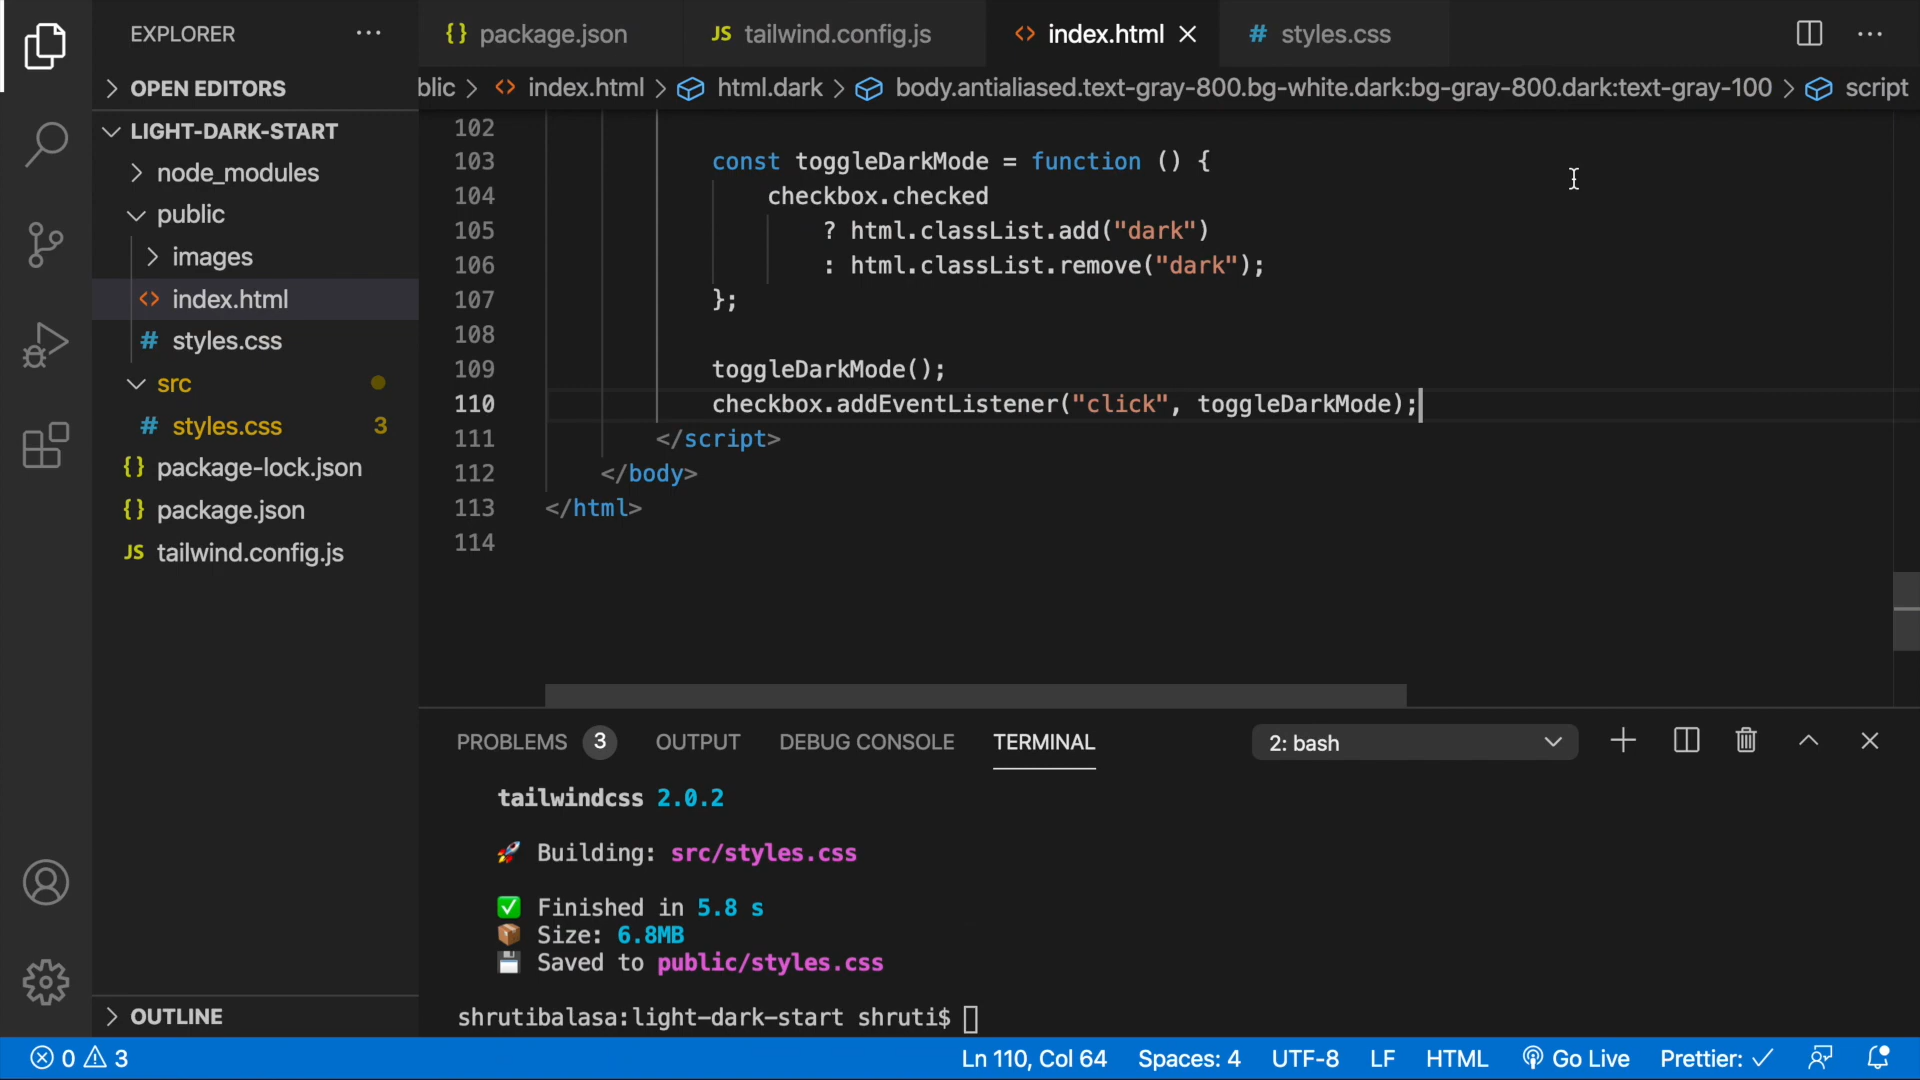 EXPLORER
OPEN EDITORS
LIGHT-DARK-START
node_modules
public
images
<> index.html
# styles.css
src
# styles.css 3
{} package-lock.json
{} package.json
JS tailwind.config.js
OUTLINE
{} package.json
JS tailwind.config.js
<> index.html
# styles.css
blic > <> index.html > html.dark > body.antialiased.text-gray-800.bg-white.dark:bg-gray-800.dark:text-gray-100 > script
102
103 const toggleDarkMode = function () {
104 checkbox.checked
105 ? html.classList.add("dark")
106 : html.classList.remove("dark");
107 };
108
109 toggleDarkMode();
110 checkbox.addEventListener("click", toggleDarkMode);
111 </script>
112 </body>
113 </html>
114
PROBLEMS 3 OUTPUT DEBUG CONSOLE TERMINAL 2: bash
tailwindcss 2.0.2
🚀 Building: src/styles.css
✅ Finished in 5.8 s
📦 Size: 6.8MB
💾 Saved to public/styles.css
shrutibalasa:light-dark-start shruti$
0 3 Ln 110, Col 64 Spaces: 4 UTF-8 LF HTML Go Live Prettier: ✓